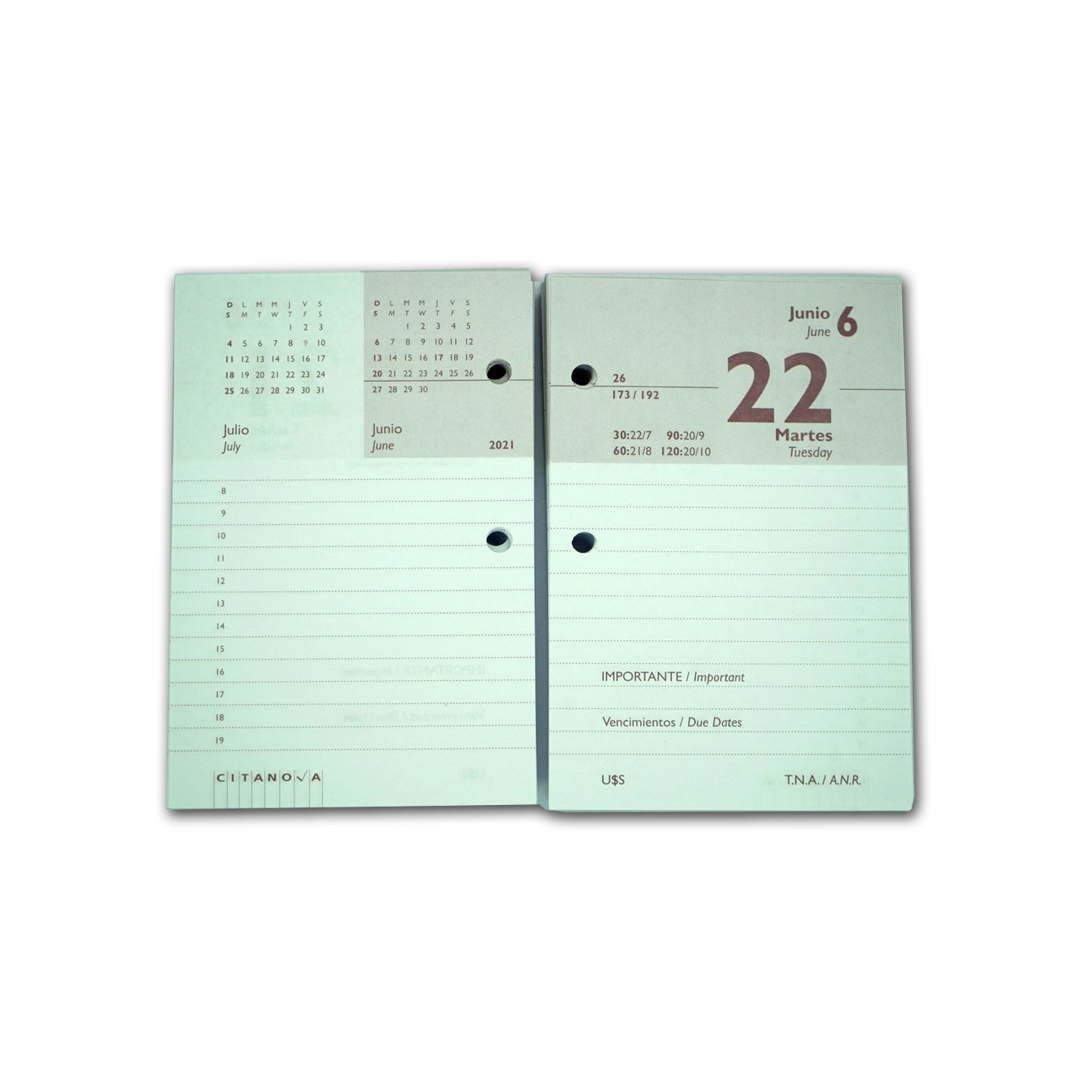 D L M M J V S
S M T W T F S
1 2 3
4 5 6 7 8 9 10
11 12 13 14 15 16 17
18 19 20 21 22 23 24
25 26 27 28 29 30 31
Julio
July
D L M M J V S
S M T W T F S
1 2 3 4 5
6 7 8 9 10 11 12
13 14 15 16 17 18 19
20 21 22 23 24 25 26
27 28 29 30
Junio
June 2021
8
9
10
11
12
13
14
15
16
17
18
19
CITANOVA
Junio 6
June
22
26
173 / 192
Martes
Tuesday
30:22/7 90:20/9
60:21/8 120:20/10
IMPORTANTE / Important
Vencimientos / Due Dates
U$S T.N.A. / A.N.R.